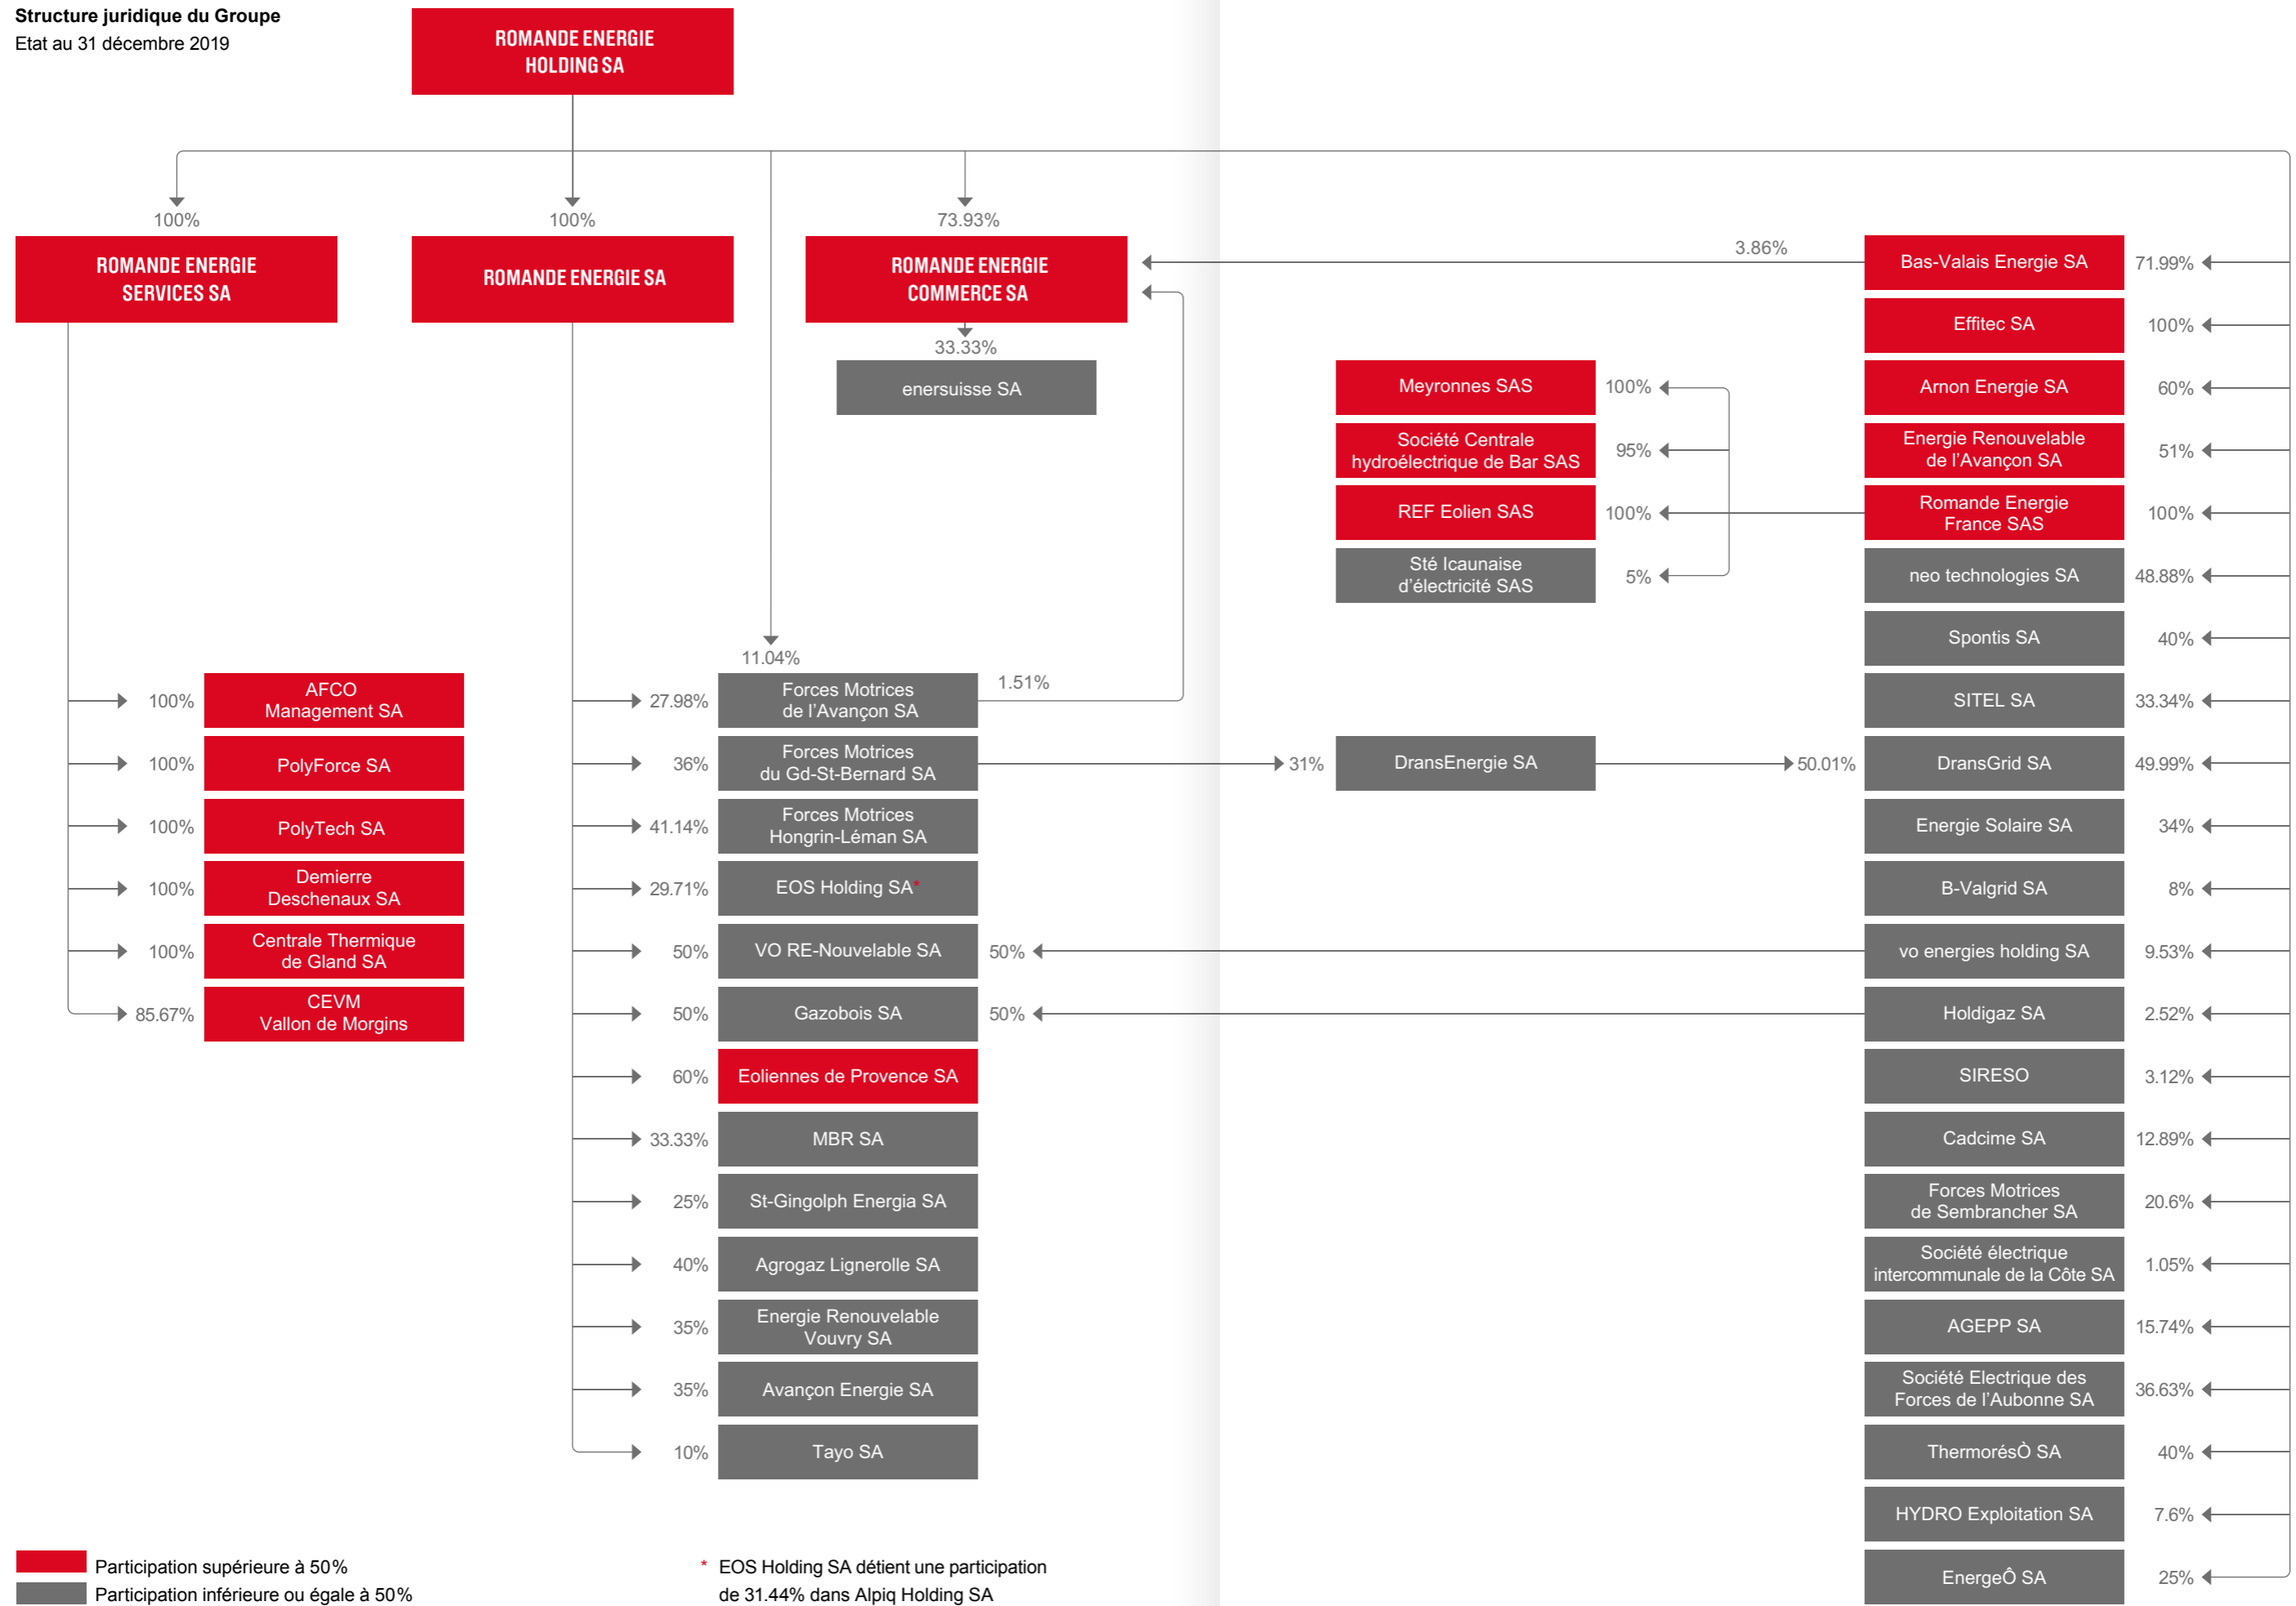 Structure juridique du Groupe
Etat au 31 décembre 2019
ROMANDE ENERGIE
HOLDING SA
100%
100%
73.93%
ROMANDE ENERGIE
SERVICES SA
ROMANDE ENERGIE SA
ROMANDE ENERGIE
COMMERCE SA
3.86%
33.33%
enersuisse SA
11.04%
100%
AFCO
Management SA
100%
PolyForce SA
100%
PolyTech SA
100%
Demierre
Deschenaux SA
100%
Centrale Thermique
de Gland SA
85.67%
CEVM
Vallon de Morgins
27.98%
Forces Motrices
de l'Avançon SA
1.51%
36%
Forces Motrices
du Gd-St-Bernard SA
41.14%
Forces Motrices
Hongrin-Léman SA
29.71%
EOS Holding SA*
50%
VO RE-Nouvelable SA
50%
50%
Gazobois SA
50%
60%
Eoliennes de Provence SA
33.33%
MBR SA
25%
St-Gingolph Energia SA
40%
Agrogaz Lignerolle SA
35%
Energie Renouvelable
Vouvry SA
35%
Avançon Energie SA
10%
Tayo SA
Meyronnes SAS
100%
Société Centrale
hydroélectrique de Bar SAS
95%
REF Eolien SAS
100%
Sté Icaunaise
d'électricité SAS
5%
31%
DransEnergie SA
50.01%
Bas-Valais Energie SA
71.99%
Effitec SA
100%
Arnon Energie SA
60%
Energie Renouvelable
de l'Avançon SA
51%
Romande Energie
France SAS
100%
neo technologies SA
48.88%
Spontis SA
40%
SITEL SA
33.34%
DransGrid SA
49.99%
Energie Solaire SA
34%
B-Valgrid SA
8%
vo energies holding SA
9.53%
Holdigaz SA
2.52%
SIRESO
3.12%
Cadcime SA
12.89%
Forces Motrices
de Sembrancher SA
20.6%
Société électrique
intercommunale de la Côte SA
1.05%
AGEPP SA
15.74%
Société Electrique des
Forces de l'Aubonne SA
36.63%
ThermorésÒ SA
40%
HYDRO Exploitation SA
7.6%
EnergeÔ SA
25%
Participation supérieure à 50%
Participation inférieure ou égale à 50%
* EOS Holding SA détient une participation
de 31.44% dans Alpiq Holding SA